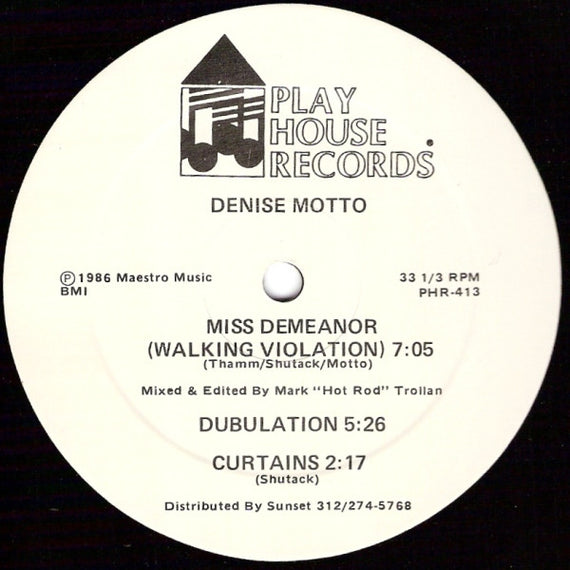 PLAY
HOUSE
RECORDS.
DENISE MOTTO
℗ 1986 Maestro Music
BMI
33 1/3 RPM
PHR-413
MISS DEMEANOR
(WALKING VIOLATION) 7:05
(Thamm/Shutack/Motto)
Mixed & Edited By Mark "Hot Rod" Trollan
DUBULATION 5:26
CURTAINS 2:17
(Shutack)
Distributed By Sunset 312/274-5768